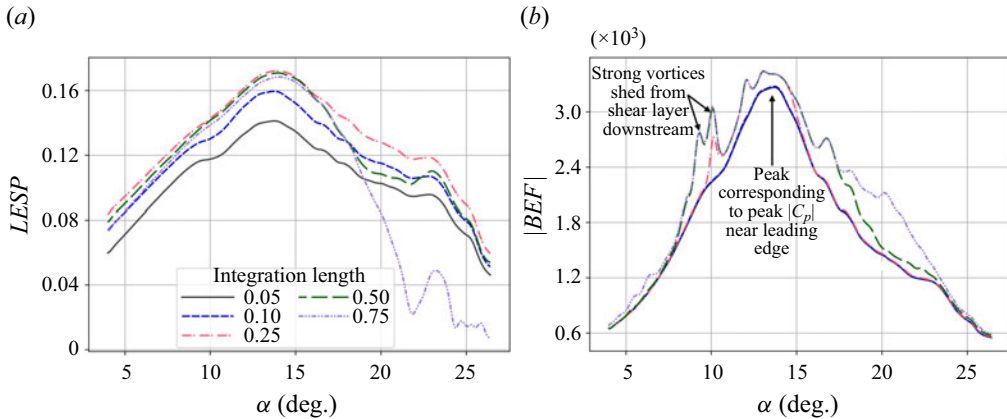 (a)
LESP
0.16
0.12
0.08
0.04
0
Integration length
0.05
0.10
0.25
0.50
0.75
5
10
15
20
25
α (deg.)
(b)
(×10³)
|BEF|
3.0
2.4
1.8
1.2
0.6
Strong vortices
shed from
shear layer
downstream
Peak
corresponding
to peak |Cₚ|
near leading
edge
5
10
15
20
25
α (deg.)